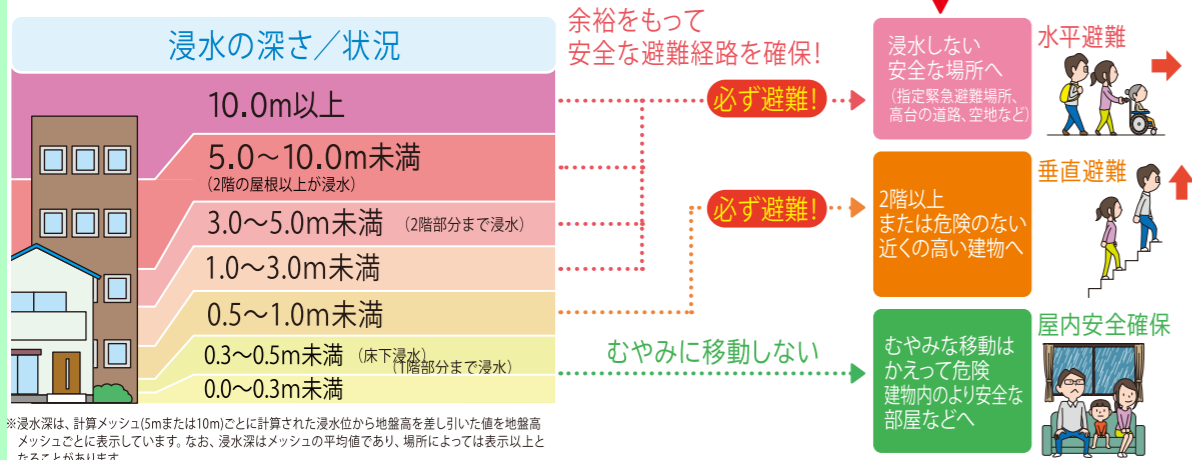 浸水の深さ／状況
10.0m以上
5.0～10.0m未満
(2階の屋根以上が浸水)
3.0～5.0m未満 (2階部分まで浸水)
1.0～3.0m未満
0.5～1.0m未満
0.3～0.5m未満 (床下浸水)
(1階部分まで浸水)
0.0～0.3m未満
※浸水深は、計算メッシュ(5mまたは10m)ごとに計算された浸水位から地盤高を差し引いた値を地盤高
メッシュごとに表示しています。なお、浸水深はメッシュの平均値であり、場所によっては表示以上と
なることがあります。
余裕をもって
安全な避難経路を確保!
必ず避難!
浸水しない
安全な場所へ
(指定緊急避難場所、
高台の道路、空地など)
水平避難
必ず避難!
2階以上
または危険のない
近くの高い建物へ
垂直避難
むやみに移動しない
むやみな移動は
かえって危険
建物内のより安全な
部屋などへ
屋内安全確保